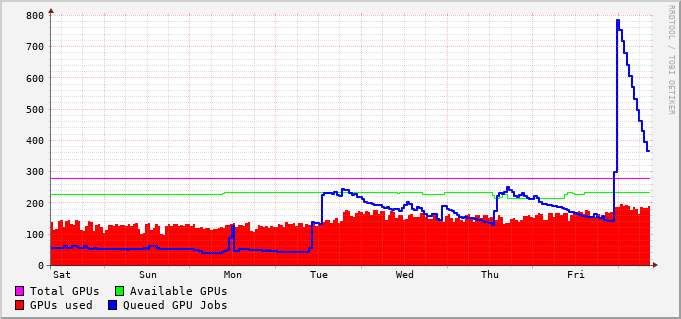 800
700
600
500
400
300
200
100
0
Sat Sun Mon Tue Wed Thu Fri
Total GPUs Available GPUs
GPUs used Queued GPU Jobs
RRDTOOL / TOBI OETIKER